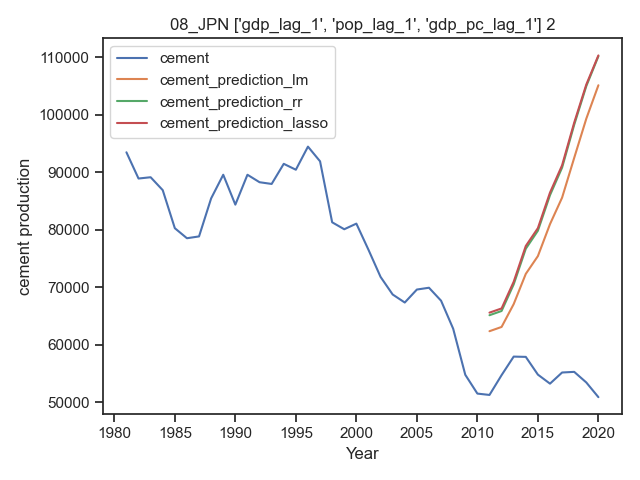 08_JPN ['gdp_lag_1', 'pop_lag_1', 'gdp_pc_lag_1'] 2
cement
cement_prediction_lm
cement_prediction_rr
cement_prediction_lasso
cement production
110000
100000
90000
80000
70000
60000
50000
1980 1985 1990 1995 2000 2005 2010 2015 2020
Year